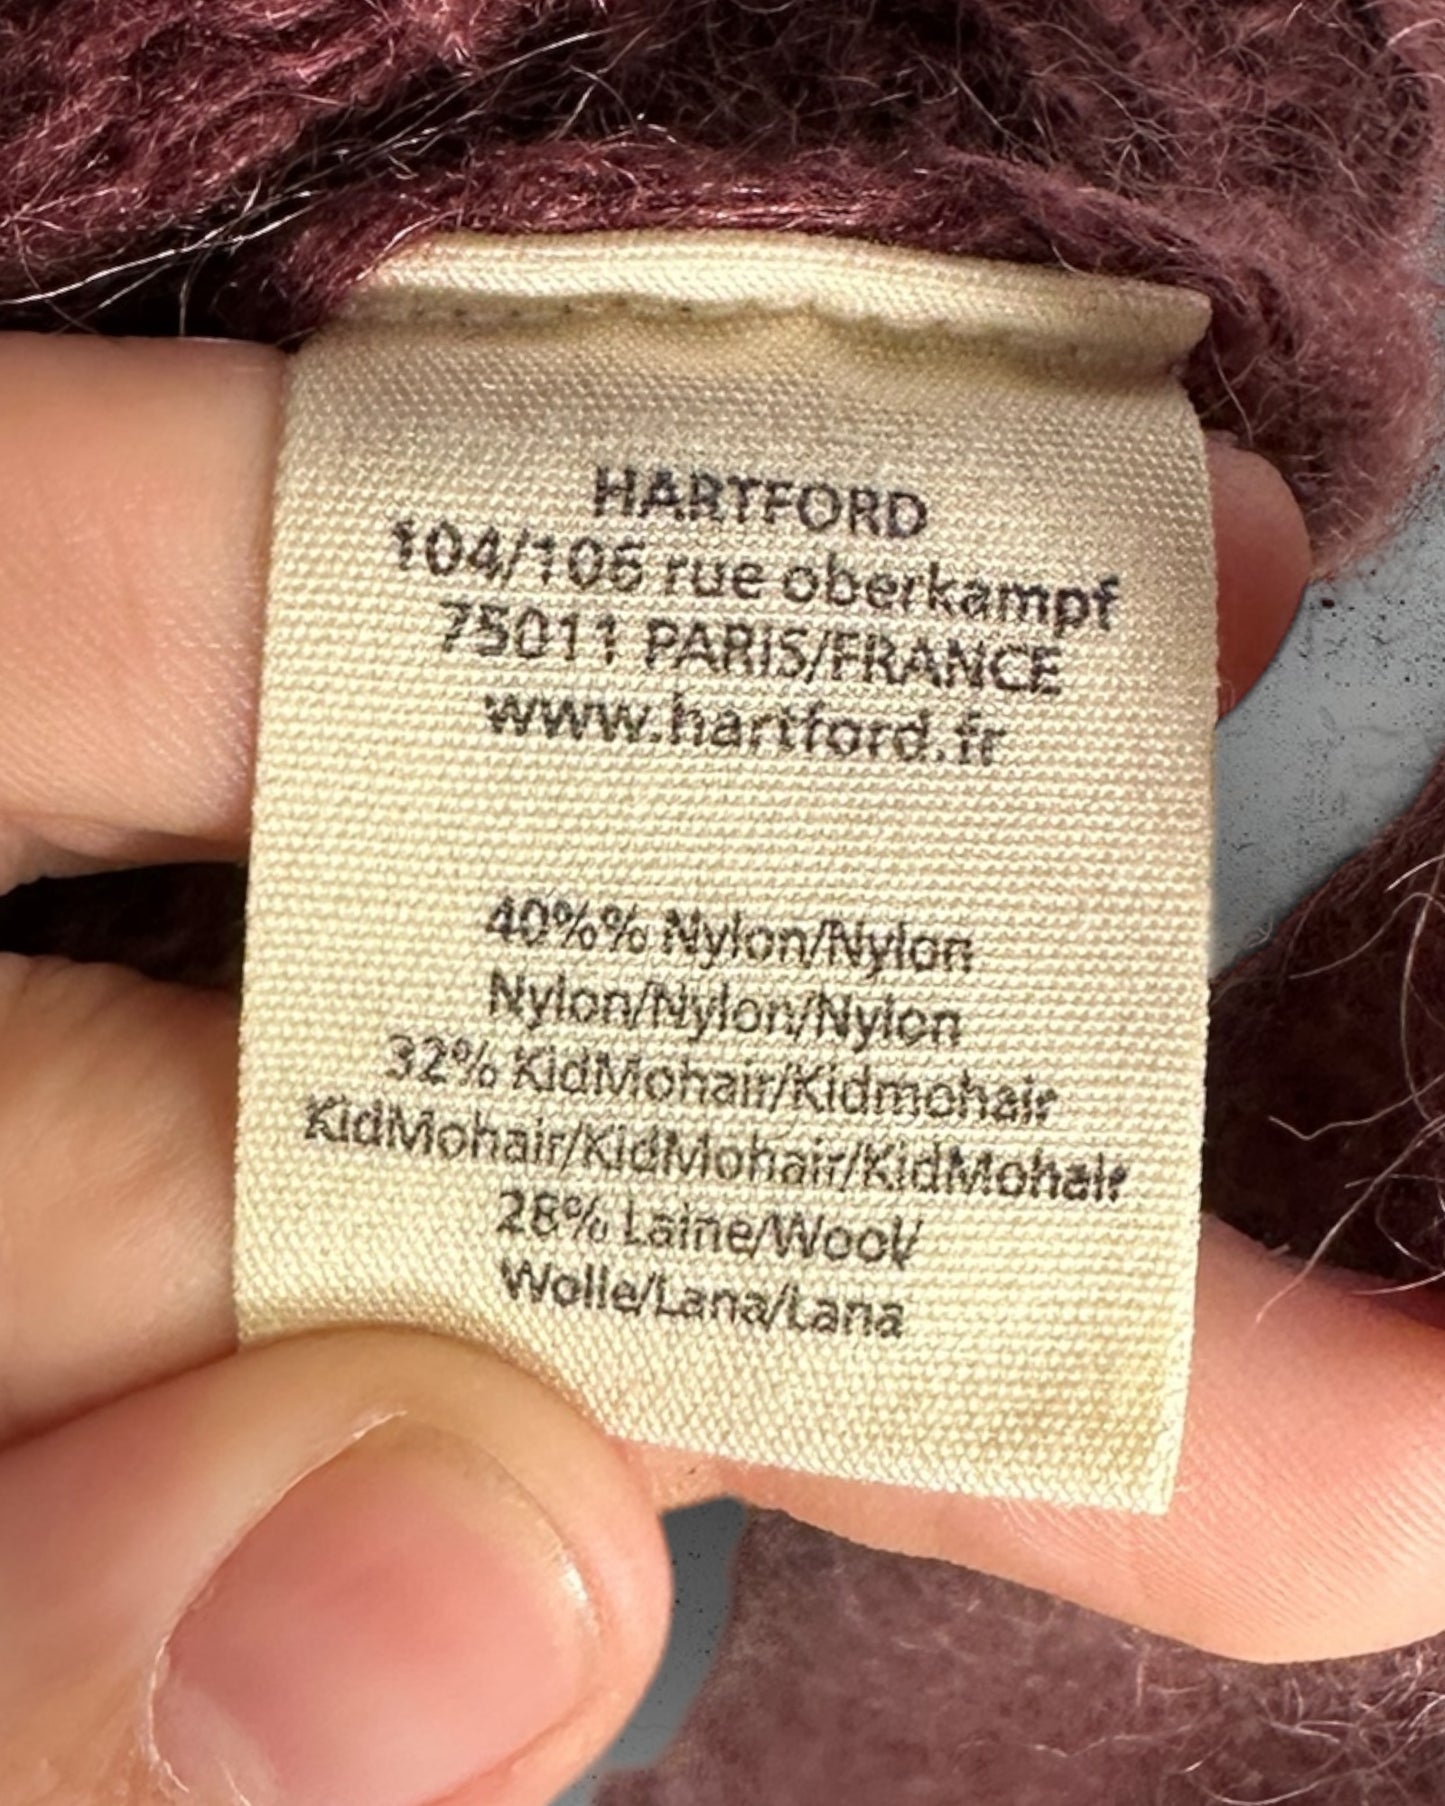 HARTFORD
104/106 rue oberkampf
75011 PARIS/FRANCE
www.hartford.fr
40%% Nylon/Nylon
Nylon/Nylon/Nylon
32% KidMohair/Kidmohair
KidMohair/KidMohair/KidMohair
28% Laine/Wool/
Wolle/Lana/Lana